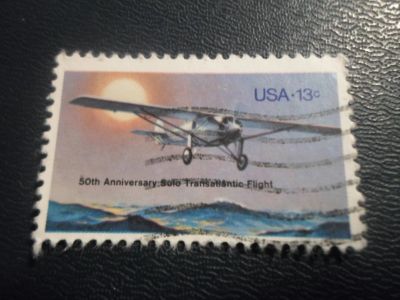 USA · 13c
50th Anniversary Solo Transatlantic Flight